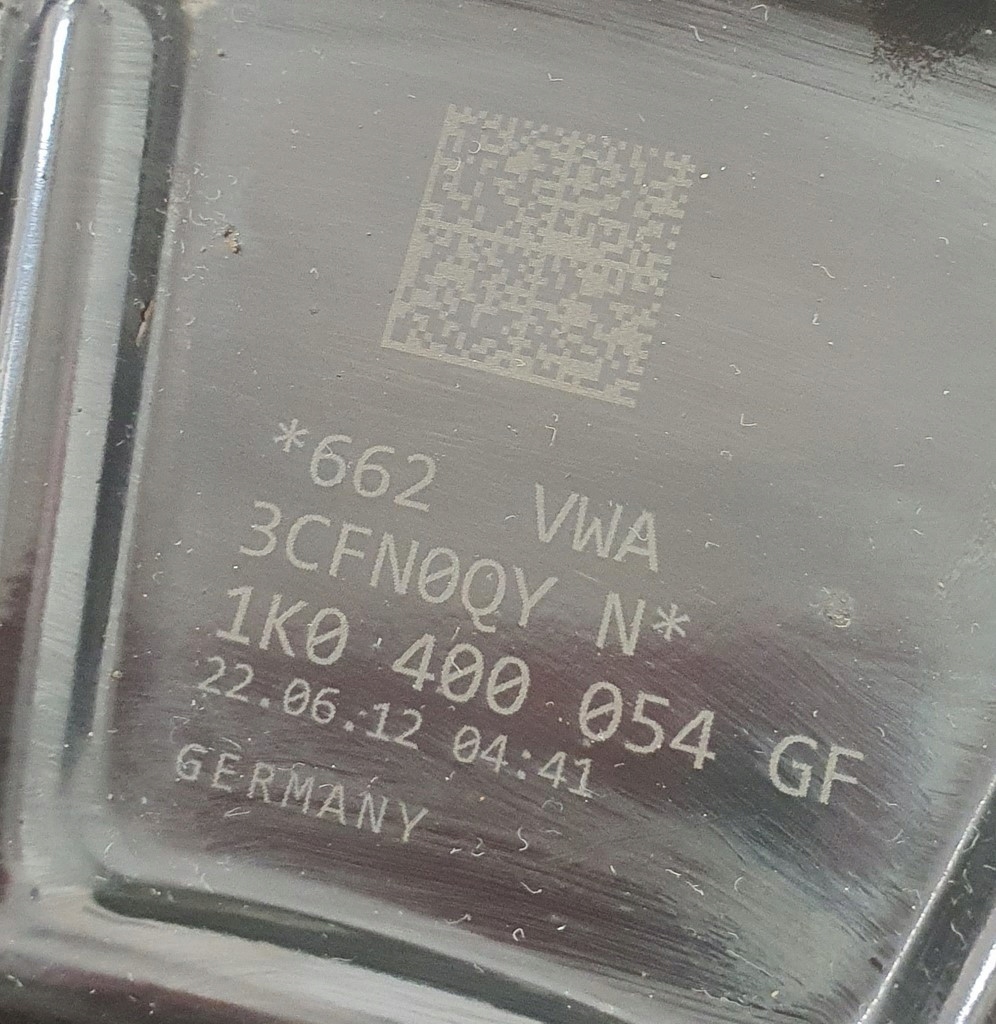 *662 VWA
3CFN0QY N*
1K0 400 054 GF
22.06.12 04:41
GERMANY